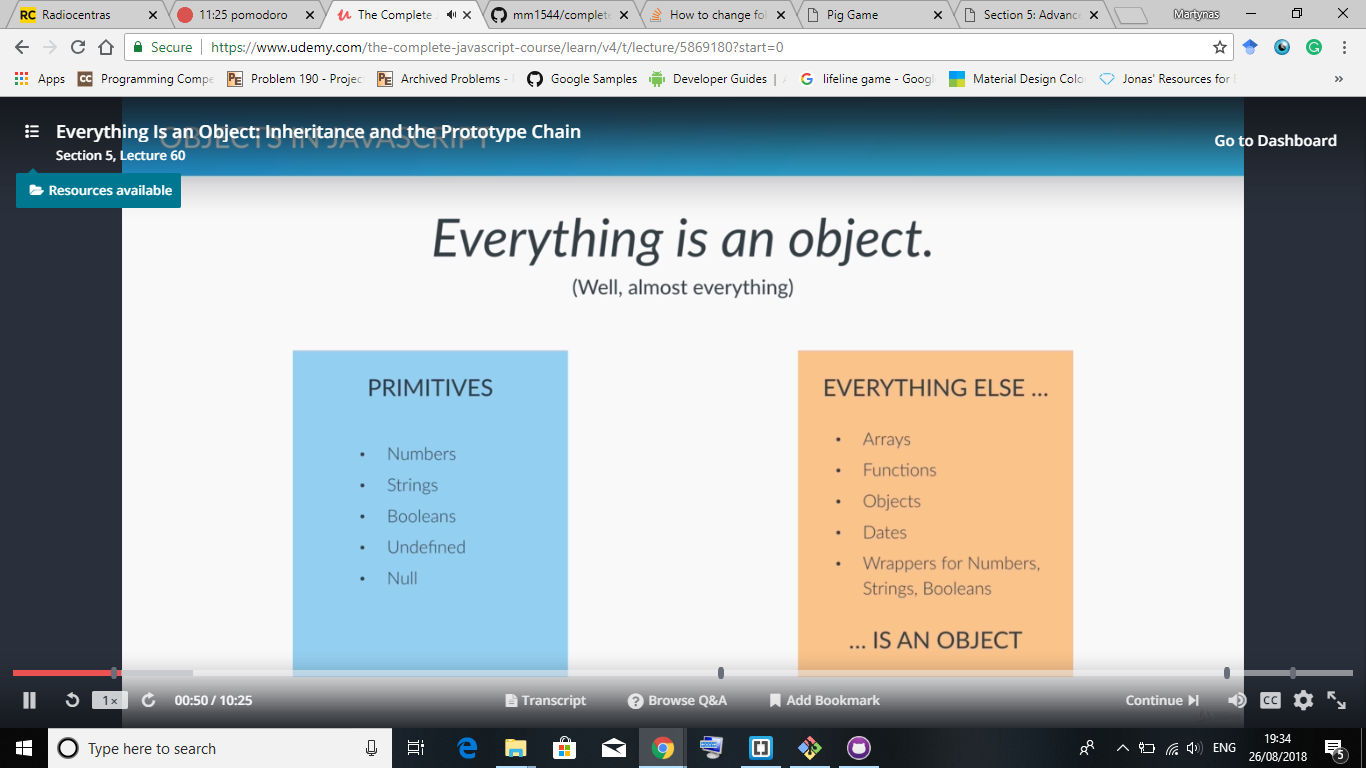 RC Radiocentras
11:25 pomodoro
The Complete J
mm1544/complet
How to change fol
Pig Game
Section 5: Advanc
Martynas
Secure
https://www.udemy.com/the-complete-javascript-course/learn/v4/t/lecture/5869180?start=0
Apps
CC Programming Compe
PE Problem 190 - Projec
PE Archived Problems -
Google Samples
Developer Guides |
G lifeline game - Googl
Material Design Colo
Jonas' Resources for
»
OBJECTS IN JAVASCRIPT
Everything Is an Object: Inheritance and the Prototype Chain
Section 5, Lecture 60
Go to Dashboard
Resources available
Everything is an object.
(Well, almost everything)
PRIMITIVES
• Numbers
• Strings
• Booleans
• Undefined
• Null
EVERYTHING ELSE ...
• Arrays
• Functions
• Objects
• Dates
• Wrappers for Numbers,
Strings, Booleans
... IS AN OBJECT
1×
00:50 / 10:25
Transcript
? Browse Q&A
Add Bookmark
Continue
CC
Type here to search
ENG
19:34
26/08/2018
5